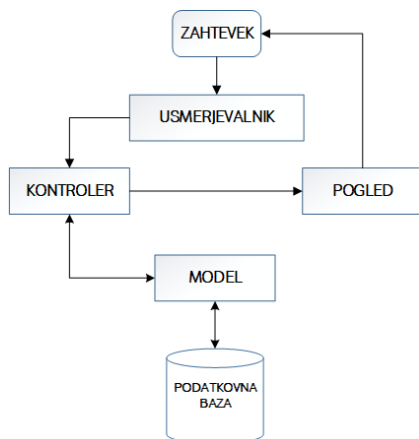 ZAHTEVEK
USMERJEVALNIK
KONTROLER
POGLED
MODEL
PODATKOVNA
BAZA